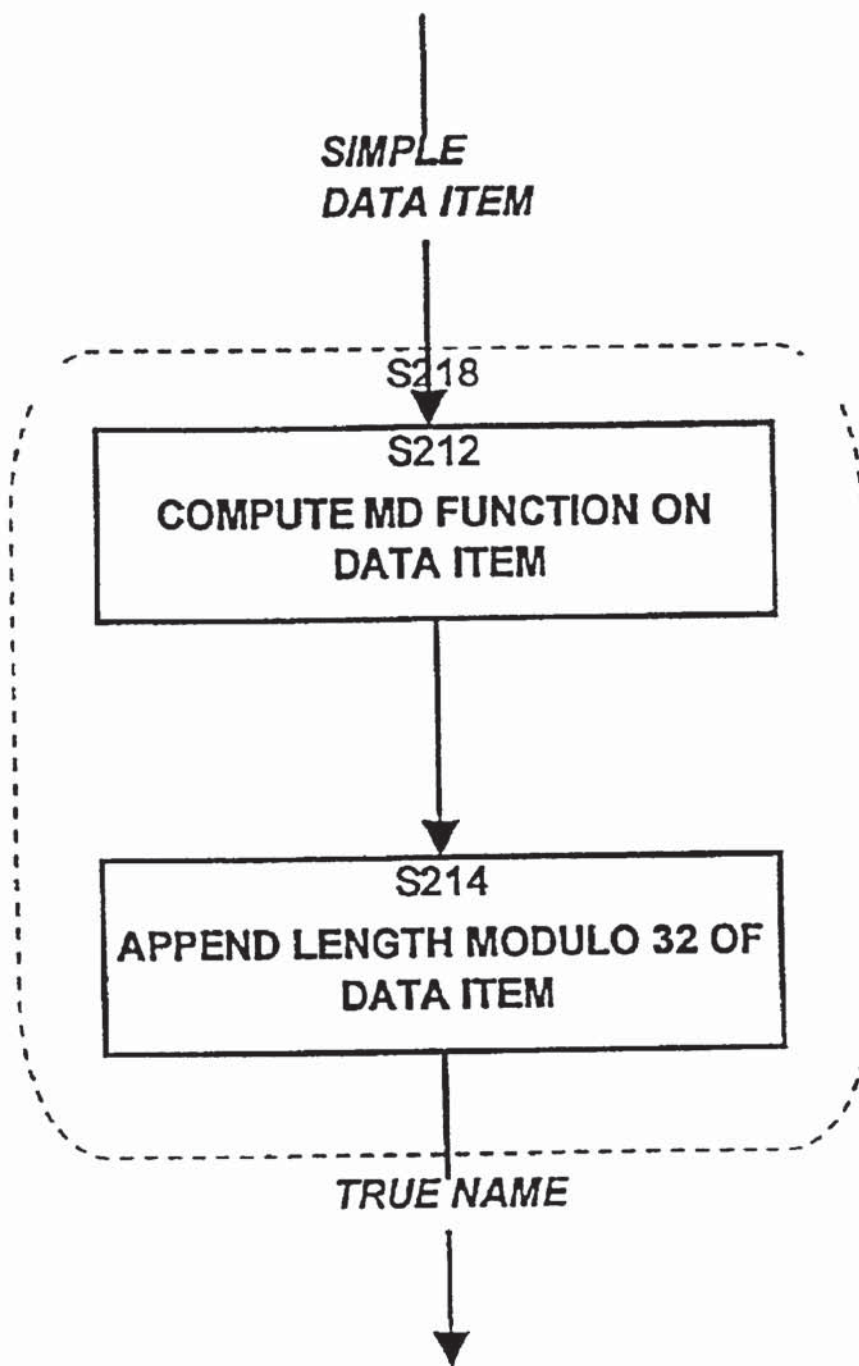 SIMPLE
DATA ITEM
S218
S212
COMPUTE MD FUNCTION ON
DATA ITEM
S214
APPEND LENGTH MODULO 32 OF
DATA ITEM
TRUE NAME